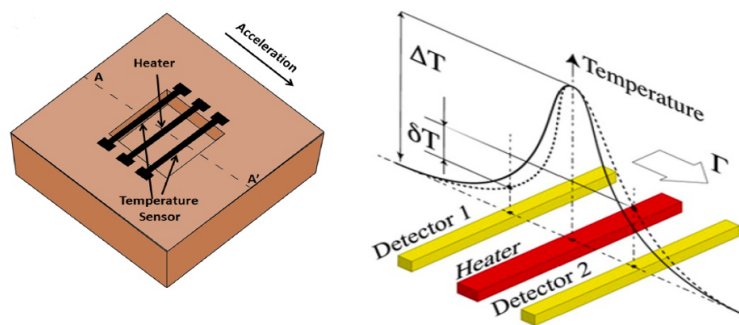 Acceleration
Heater
A
A'
Temperature
Sensor
ΔT
δT
Temperature
Γ
Detector 1
Heater
Detector 2